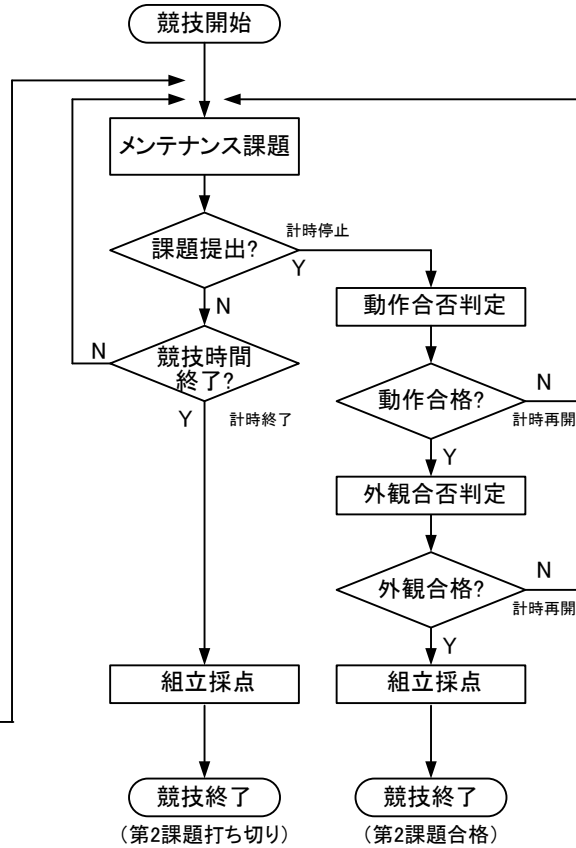 競技開始
メンテナンス課題
課題提出?
計時停止
Y
N
動作合否判定
競技時間
終了?
N
Y
計時終了
動作合格?
N
計時再開
Y
外観合否判定
外観合格?
N
計時再開
Y
組立採点
組立採点
競技終了
競技終了
(第2課題打ち切り)
(第2課題合格)